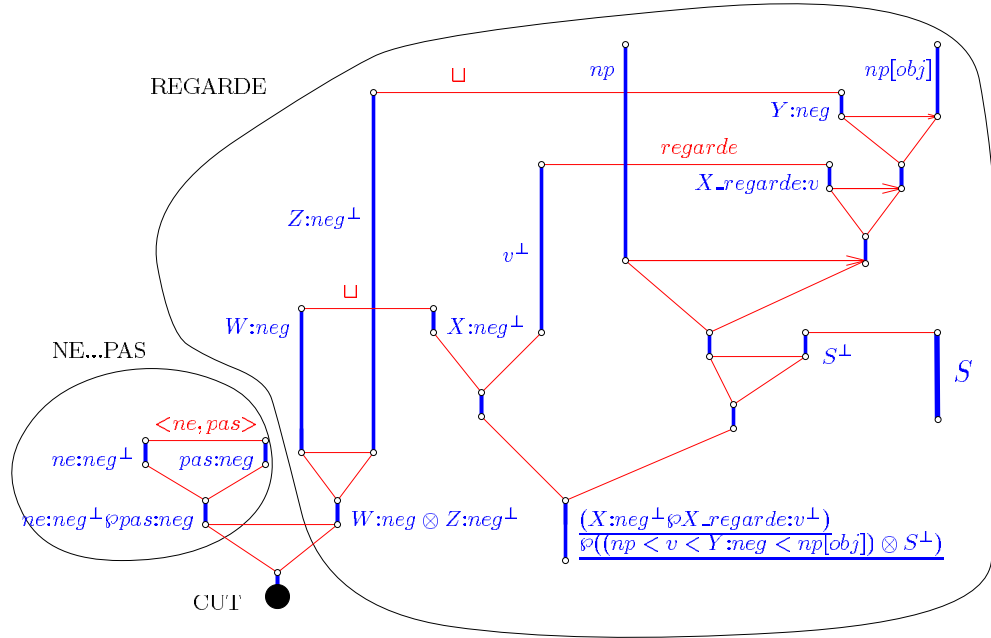 ⊔
np
np[obj]
REGARDE
Y:neg
regarde
X_regarde:v
Z:neg⊥
v⊥
⊔
W:neg
X:neg⊥
NE...PAS
S⊥
S
<ne, pas>
ne:neg⊥
pas:neg
ne:neg⊥℘pas:neg
W:neg ⊗ Z:neg⊥
(X:neg⊥℘X_regarde:v⊥)
℘((np < v < Y:neg < np[obj]) ⊗ S⊥)
CUT